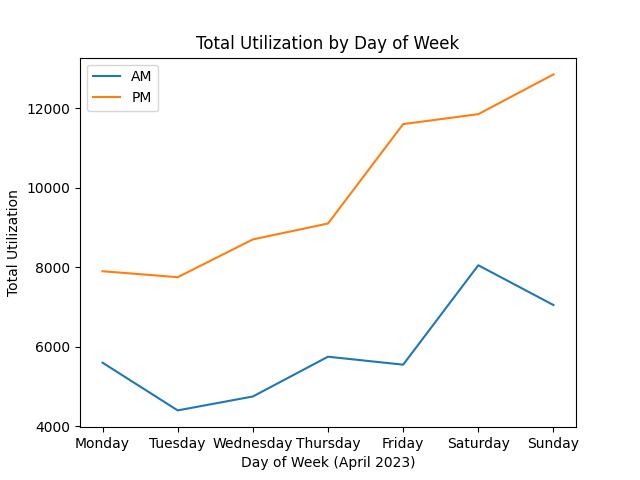 Total Utilization by Day of Week
AM
PM
12000
10000
8000
6000
4000
Total Utilization
Monday Tuesday Wednesday Thursday Friday Saturday Sunday
Day of Week (April 2023)